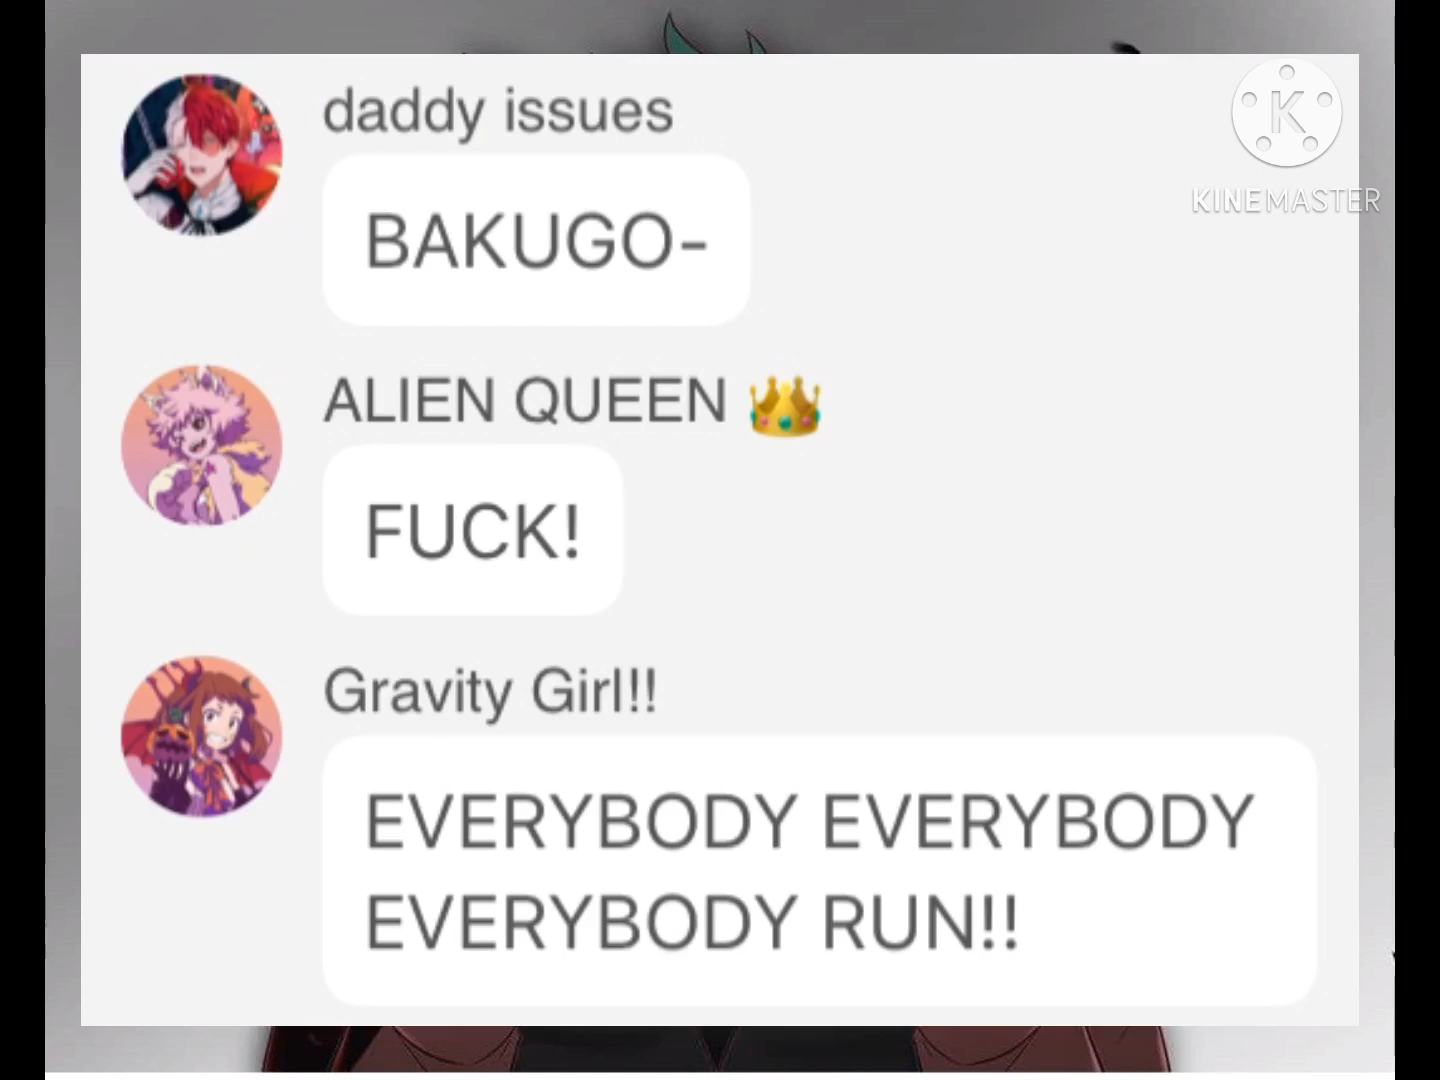 daddy issues
BAKUGO-
ALIEN QUEEN 👑
FUCK!
Gravity Girl!!
EVERYBODY EVERYBODY
EVERYBODY RUN!!
K
KINEMASTER